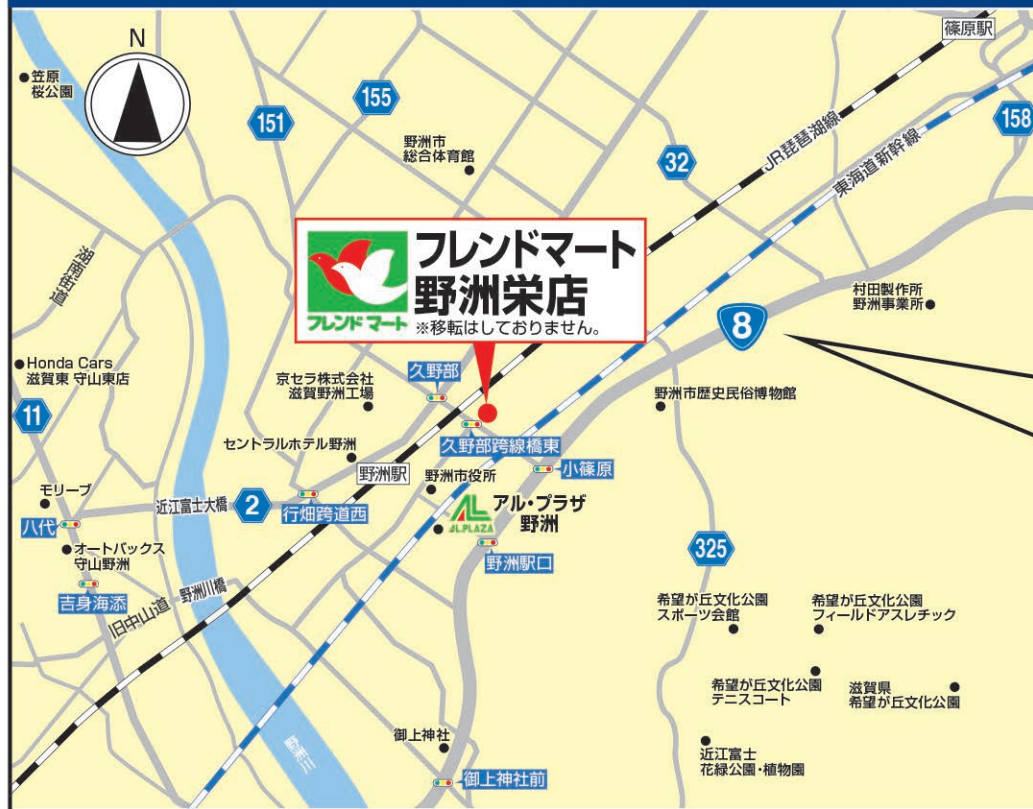 篠原駅
N
笠原
桜公園
155
151
158
野洲市
総合体育館
32
JR琵琶湖線
東海道新幹線
フレンドマート
野洲栄店
※移転はしておりません。
フレンド マート
湖南街道
村田製作所
野洲事業所
8
Honda Cars
滋賀東 守山東店
久野部
京セラ株式会社
滋賀野洲工場
野洲市歴史民俗博物館
11
久野部跨線橋東
セントラルホテル野洲
野洲駅
野洲市役所
小篠原
モリーブ
近江富士大橋
2
行畑跨道西
アル・プラザ
野洲
AL.PLAZA
八代
オートバックス
守山野洲
野洲駅口
325
吉身海添
旧中山道
野洲川橋
希望が丘文化公園
スポーツ会館
希望が丘文化公園
フィールドアスレチック
希望が丘文化公園
テニスコート
滋賀県
希望が丘文化公園
野洲川
御上神社
近江富士
花緑公園・植物園
御上神社前